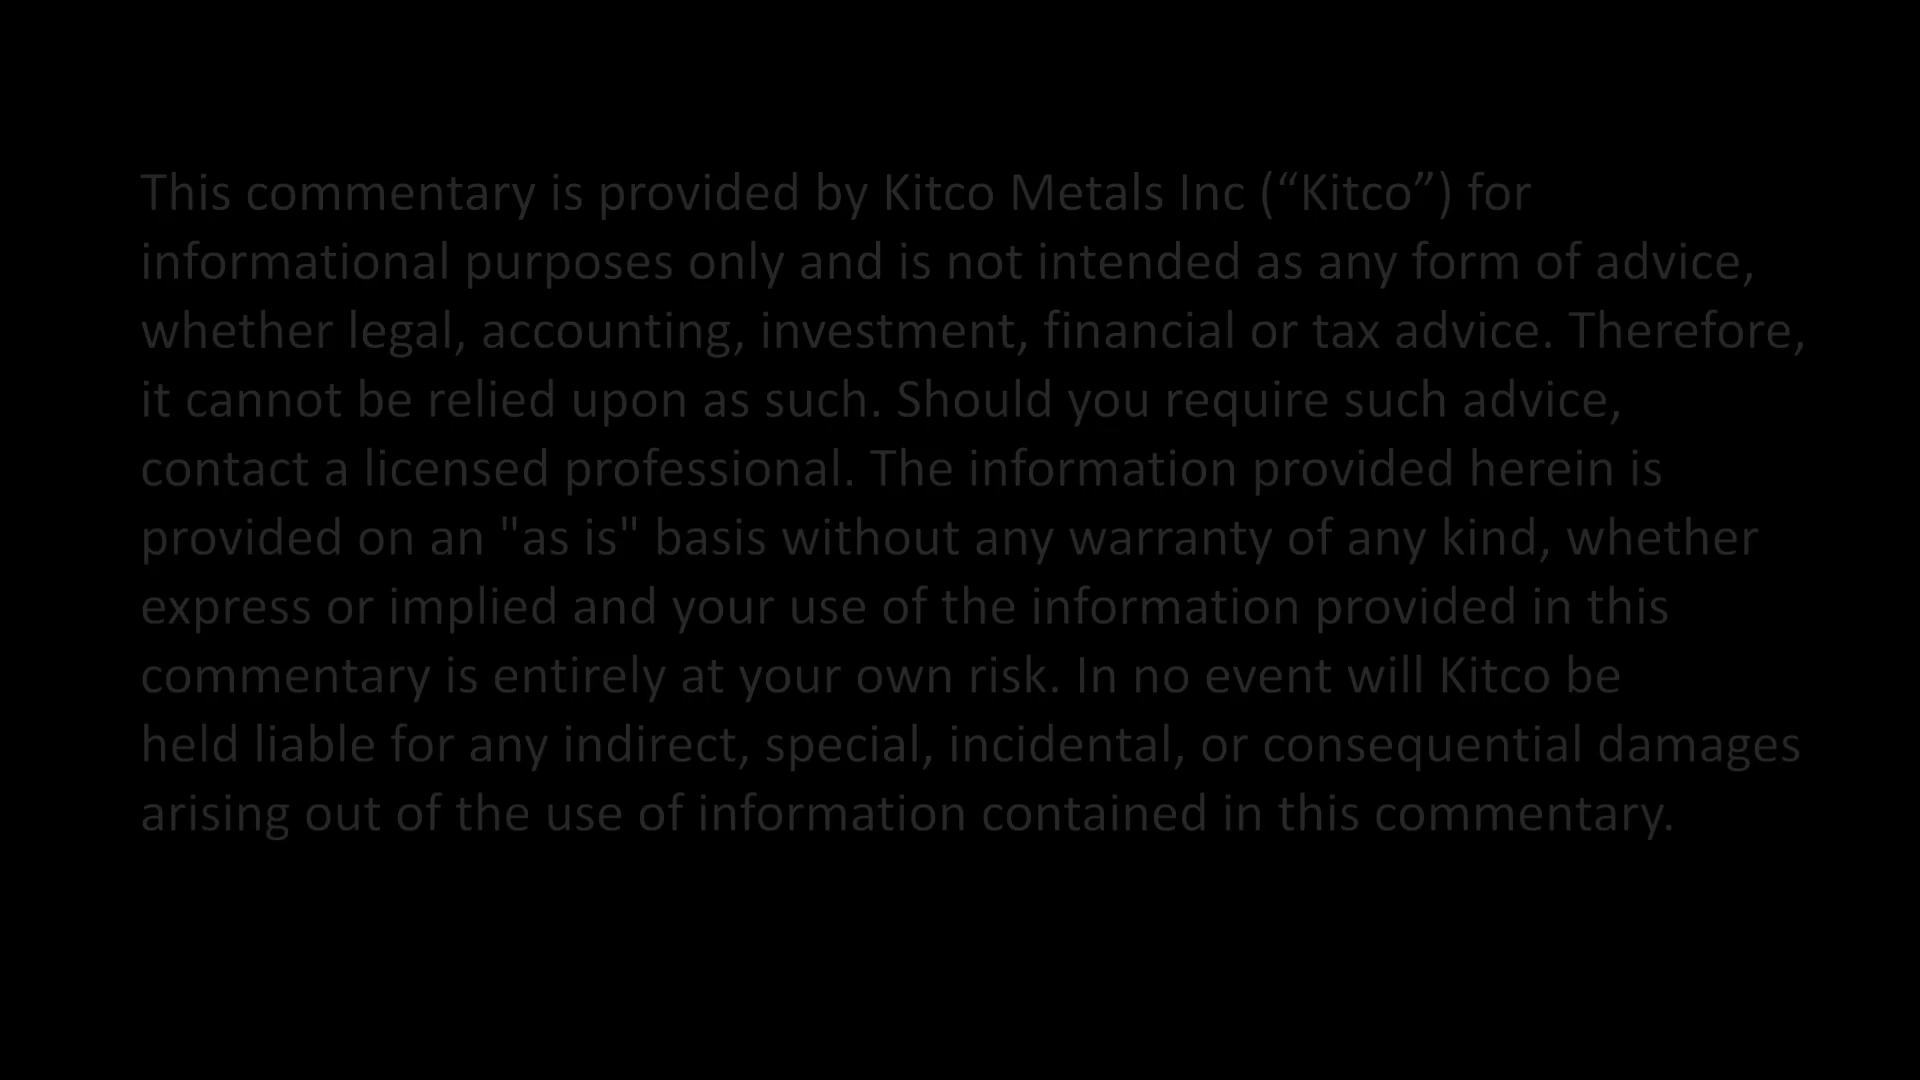 This commentary is provided by Kitco Metals Inc (“Kitco”) for
informational purposes only and is not intended as any form of advice,
whether legal, accounting, investment, financial or tax advice. Therefore,
it cannot be relied upon as such. Should you require such advice,
contact a licensed professional. The information provided herein is
provided on an "as is" basis without any warranty of any kind, whether
express or implied and your use of the information provided in this
commentary is entirely at your own risk. In no event will Kitco be
held liable for any indirect, special, incidental, or consequential damages
arising out of the use of information contained in this commentary.